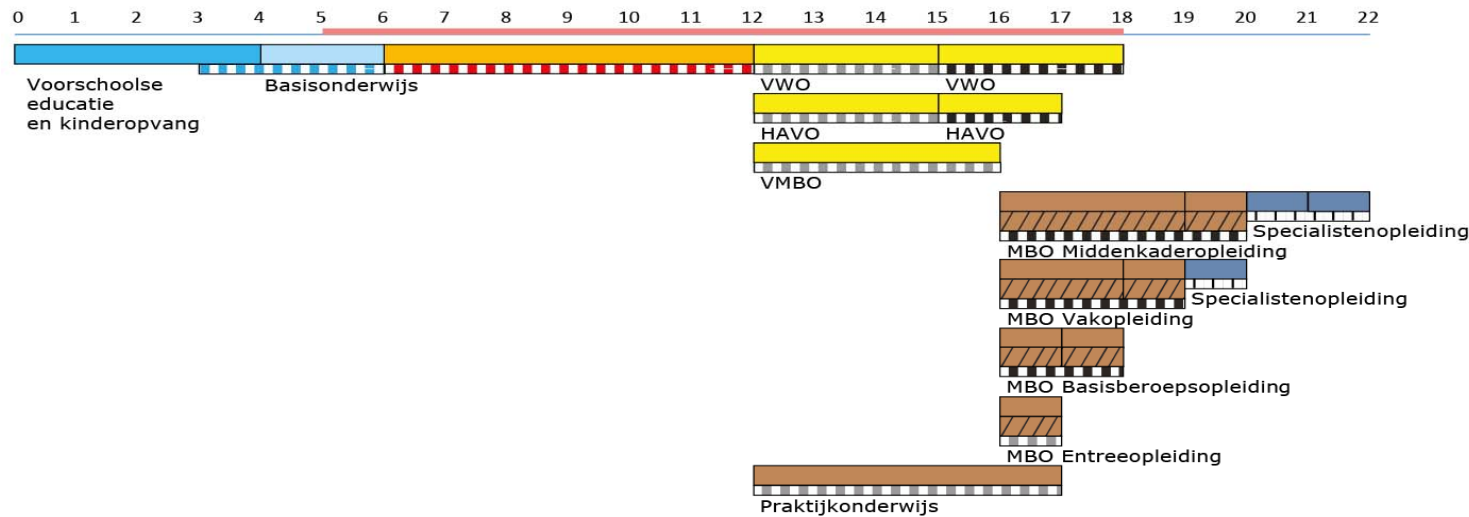 0 1 2 3 4 5 6 7 8 9 10 11 12 13 14 15 16 17 18 19 20 21 22
Voorschoolse
educatie
en kinderopvang
Basisonderwijs
VWO
VWO
HAVO
HAVO
VMBO
Specialistenopleiding
MBO Middenkaderopleiding
Specialistenopleiding
MBO Vakopleiding
MBO Basisberoepsopleiding
MBO Entreeopleiding
Praktijkonderwijs